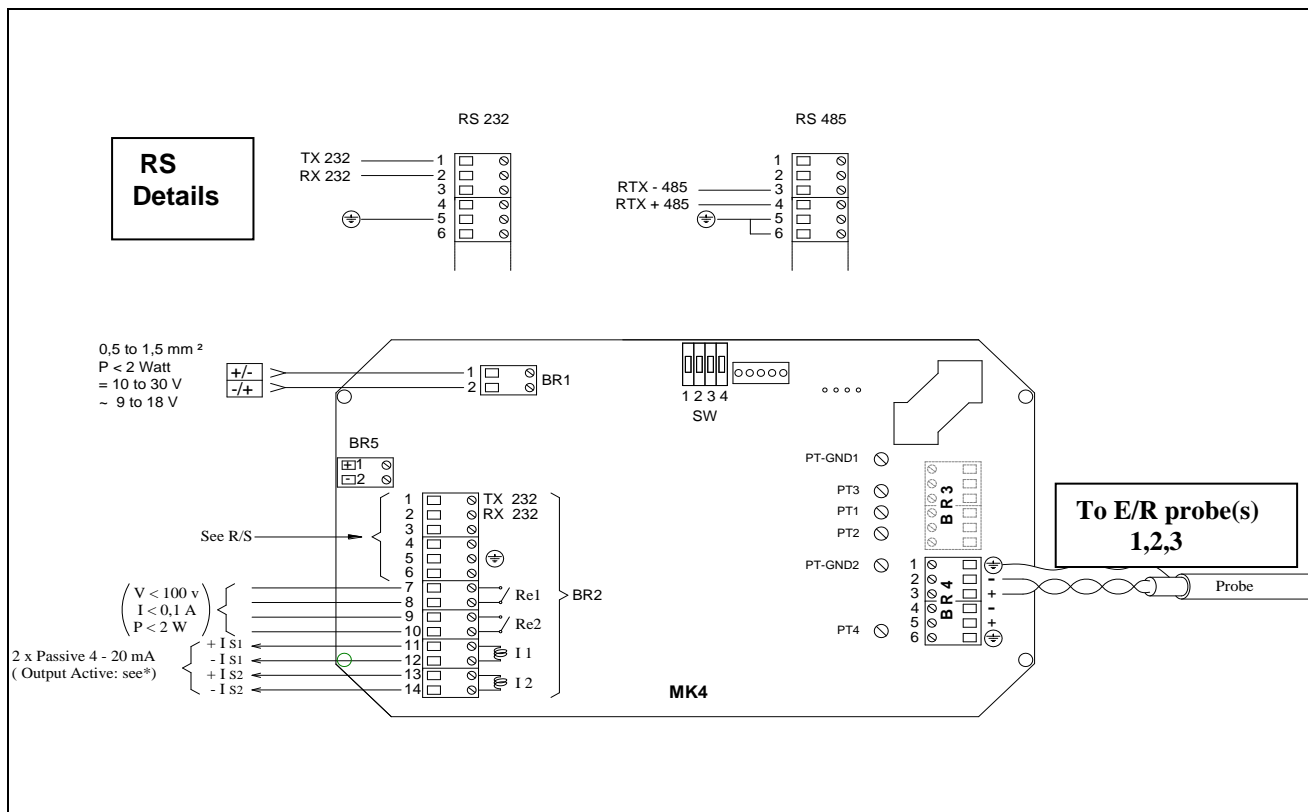 RS
Details
RS 232
TX 232
RX 232
1
2
3
4
5
6
RS 485
RTX - 485
RTX + 485
1
2
3
4
5
6
0,5 to 1,5 mm ²
P < 2 Watt
= 10 to 30 V
~ 9 to 18 V
+/-
-/+
1
2
BR1
1 2 3 4
SW
BR5
+ 1
- 2
1 TX 232
2 RX 232
3
4
5
6
7
8
9
10
11
12
13
14
See R/S
( V < 100 v
I < 0,1 A
P < 2 W )
Re1
Re2
I 1
I 2
BR2
2 x Passive 4 - 20 mA
( Output Active: see*)
+ I S1
- I S1
+ I S2
- I S2
MK4
PT-GND1
PT3
PT1
PT2
PT-GND2
PT4
BR3
BR4
1
2 -
3 +
4 -
5 +
6
To E/R probe(s)
1,2,3
Probe